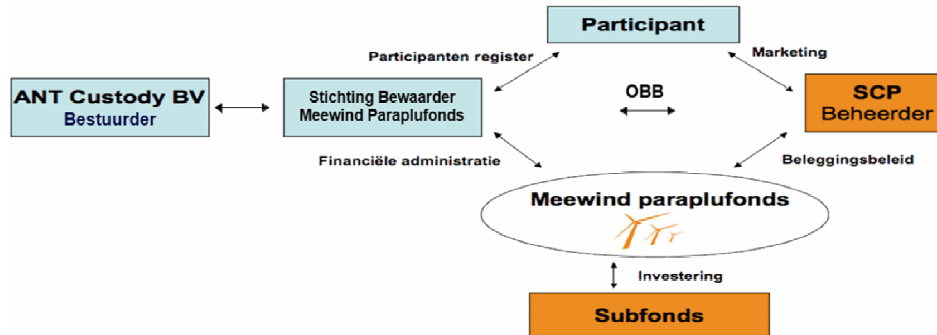 Participant
Participanten register
Marketing
ANT Custody BV
Bestuurder
Stichting Bewaarder
Meewind Paraplufonds
OBB
SCP
Beheerder
Financiële administratie
Beleggingsbeleid
Meewind paraplufonds
Investering
Subfonds